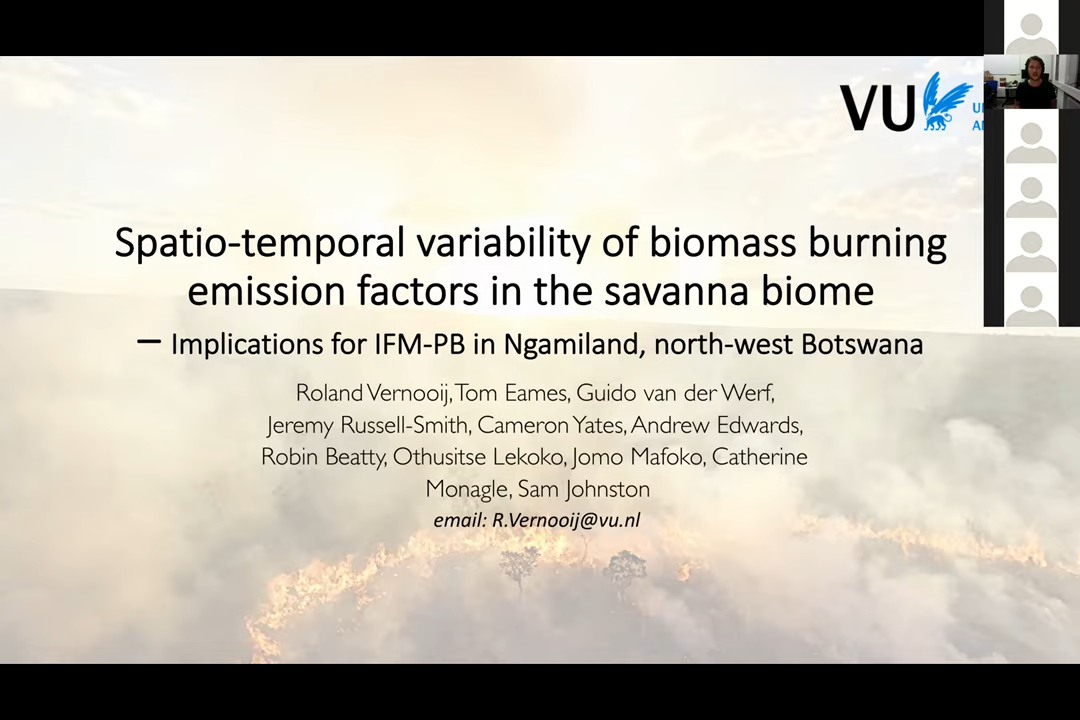 VU
Spatio-temporal variability of biomass burning
emission factors in the savanna biome
– Implications for IFM-PB in Ngamiland, north-west Botswana
Roland Vernooij, Tom Eames, Guido van der Werf,
Jeremy Russell-Smith, Cameron Yates, Andrew Edwards,
Robin Beatty, Othusitse Lekoko, Jomo Mafoko, Catherine
Monagle, Sam Johnston
email: R.Vernooij@vu.nl